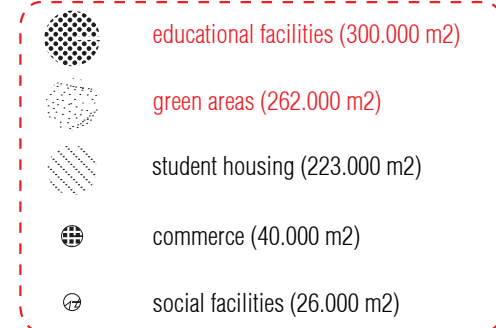 educational facilities (300.000 m2)
green areas (262.000 m2)
student housing (223.000 m2)
commerce (40.000 m2)
social facilities (26.000 m2)